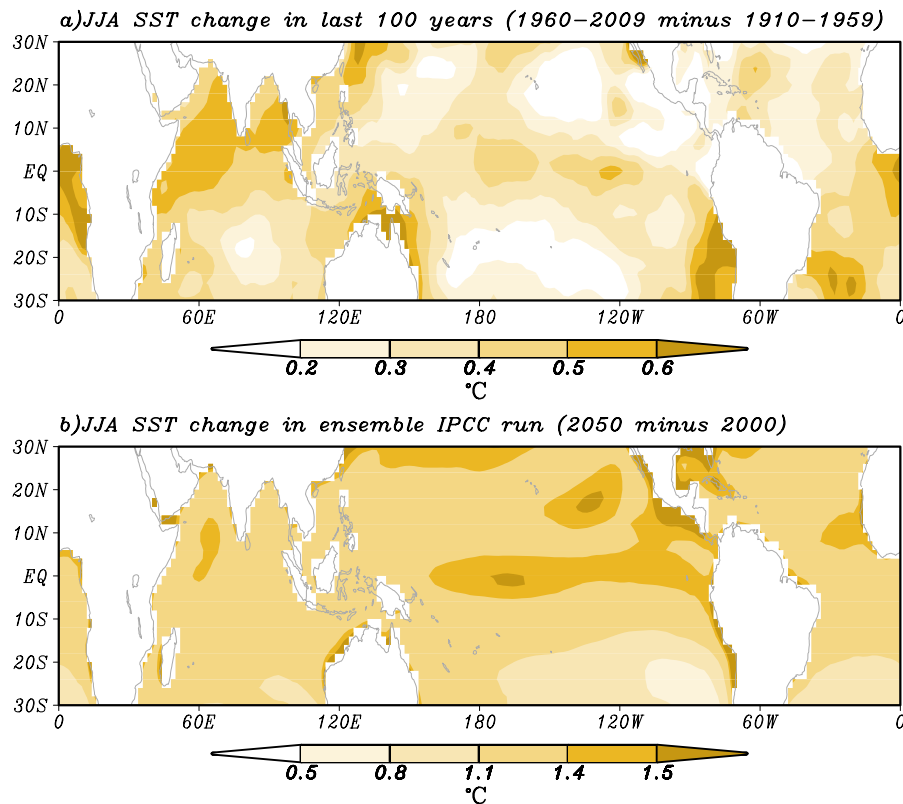 a)JJA SST change in last 100 years (1960-2009 minus 1910-1959)
30N
20N
10N
EQ
10S
20S
30S
0 60E 120E 180 120W 60W 0
0.2 0.3 0.4 0.5 0.6
°C
b)JJA SST change in ensemble IPCC run (2050 minus 2000)
30N
20N
10N
EQ
10S
20S
30S
0 60E 120E 180 120W 60W 0
0.5 0.8 1.1 1.4 1.5
°C